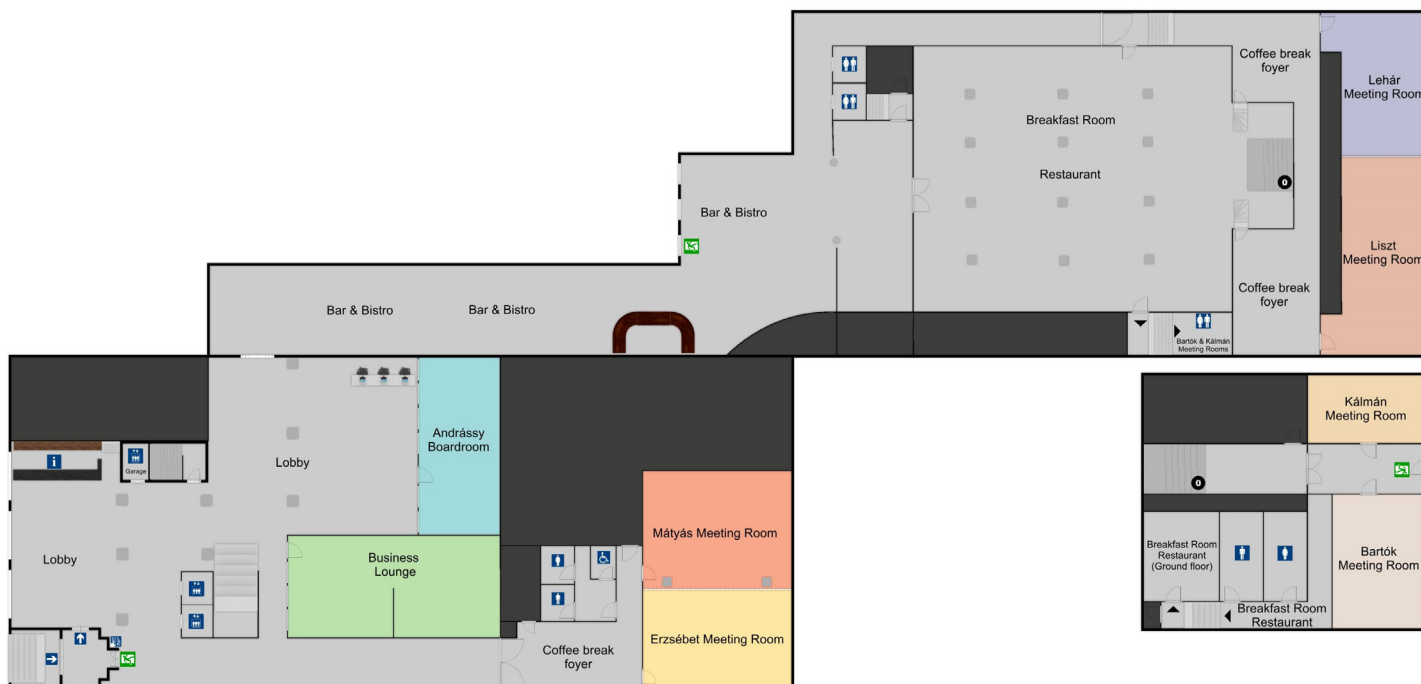 Coffee break
foyer
Lehár
Meeting Room
Breakfast Room
Restaurant
0
Bar & Bistro
Liszt
Meeting Room
Bar & Bistro
Bar & Bistro
Coffee break
foyer
Bartók & Kálmán
Meeting Rooms
Andrássy
Boardroom
Lobby
i
Garage
Lobby
Business
Lounge
Mátyás Meeting Room
Erzsébet Meeting Room
Coffee break
foyer
Kálmán
Meeting Room
0
Breakfast Room
Restaurant
(Ground floor)
Bartók
Meeting Room
Breakfast Room
Restaurant